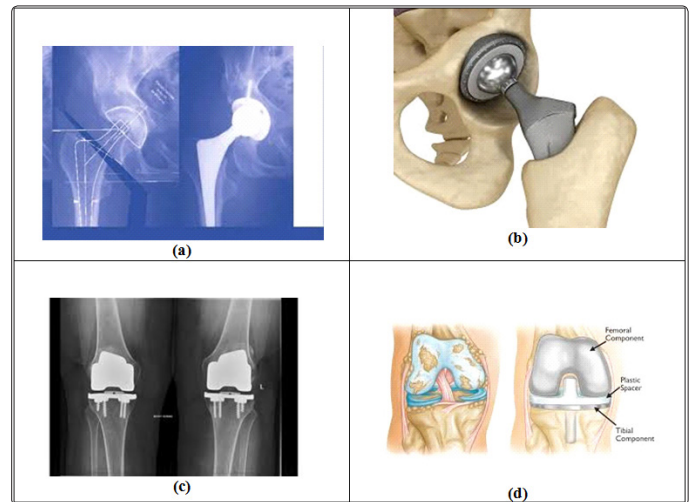 (a)
(b)
L
(c)
Femoral
Component
Plastic
Spacer
Tibial
Component
(d)